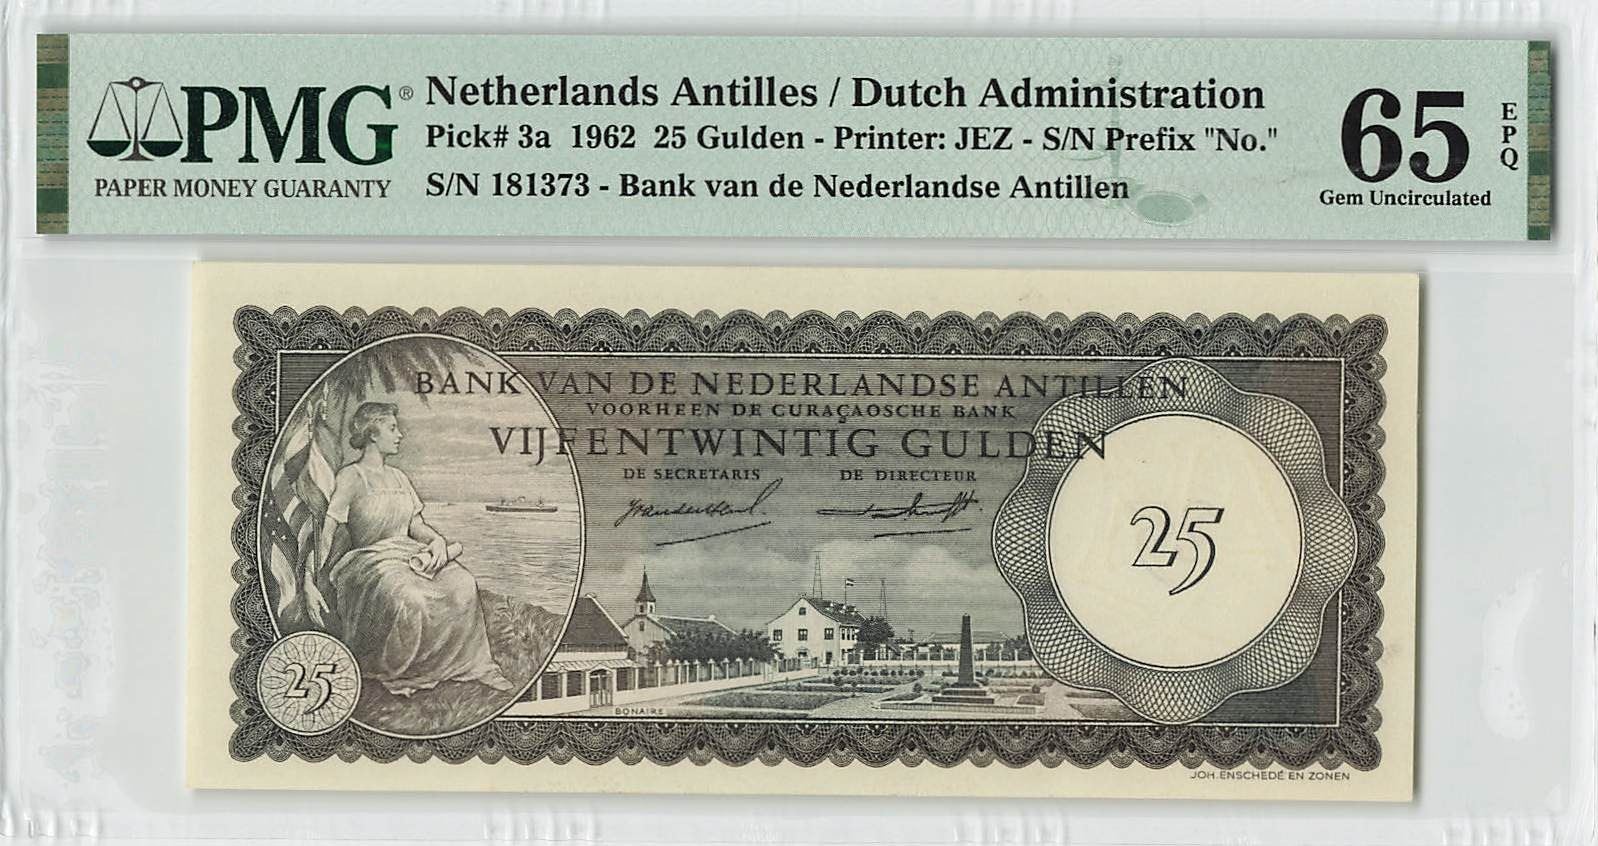 PMG®
PAPER MONEY GUARANTY
Netherlands Antilles / Dutch Administration
Pick# 3a 1962 25 Gulden - Printer: JEZ - S/N Prefix "No."
S/N 181373 - Bank van de Nederlandse Antillen
65
EPQ
Gem Uncirculated
BANK VAN DE NEDERLANDSE ANTILLEN
VOORHEEN DE CURAÇAOSCHE BANK
VIJFENTWINTIG GULDEN
DE SECRETARIS DE DIRECTEUR
25
25
BONAIRE
JOH. ENSCHEDÉ EN ZONEN